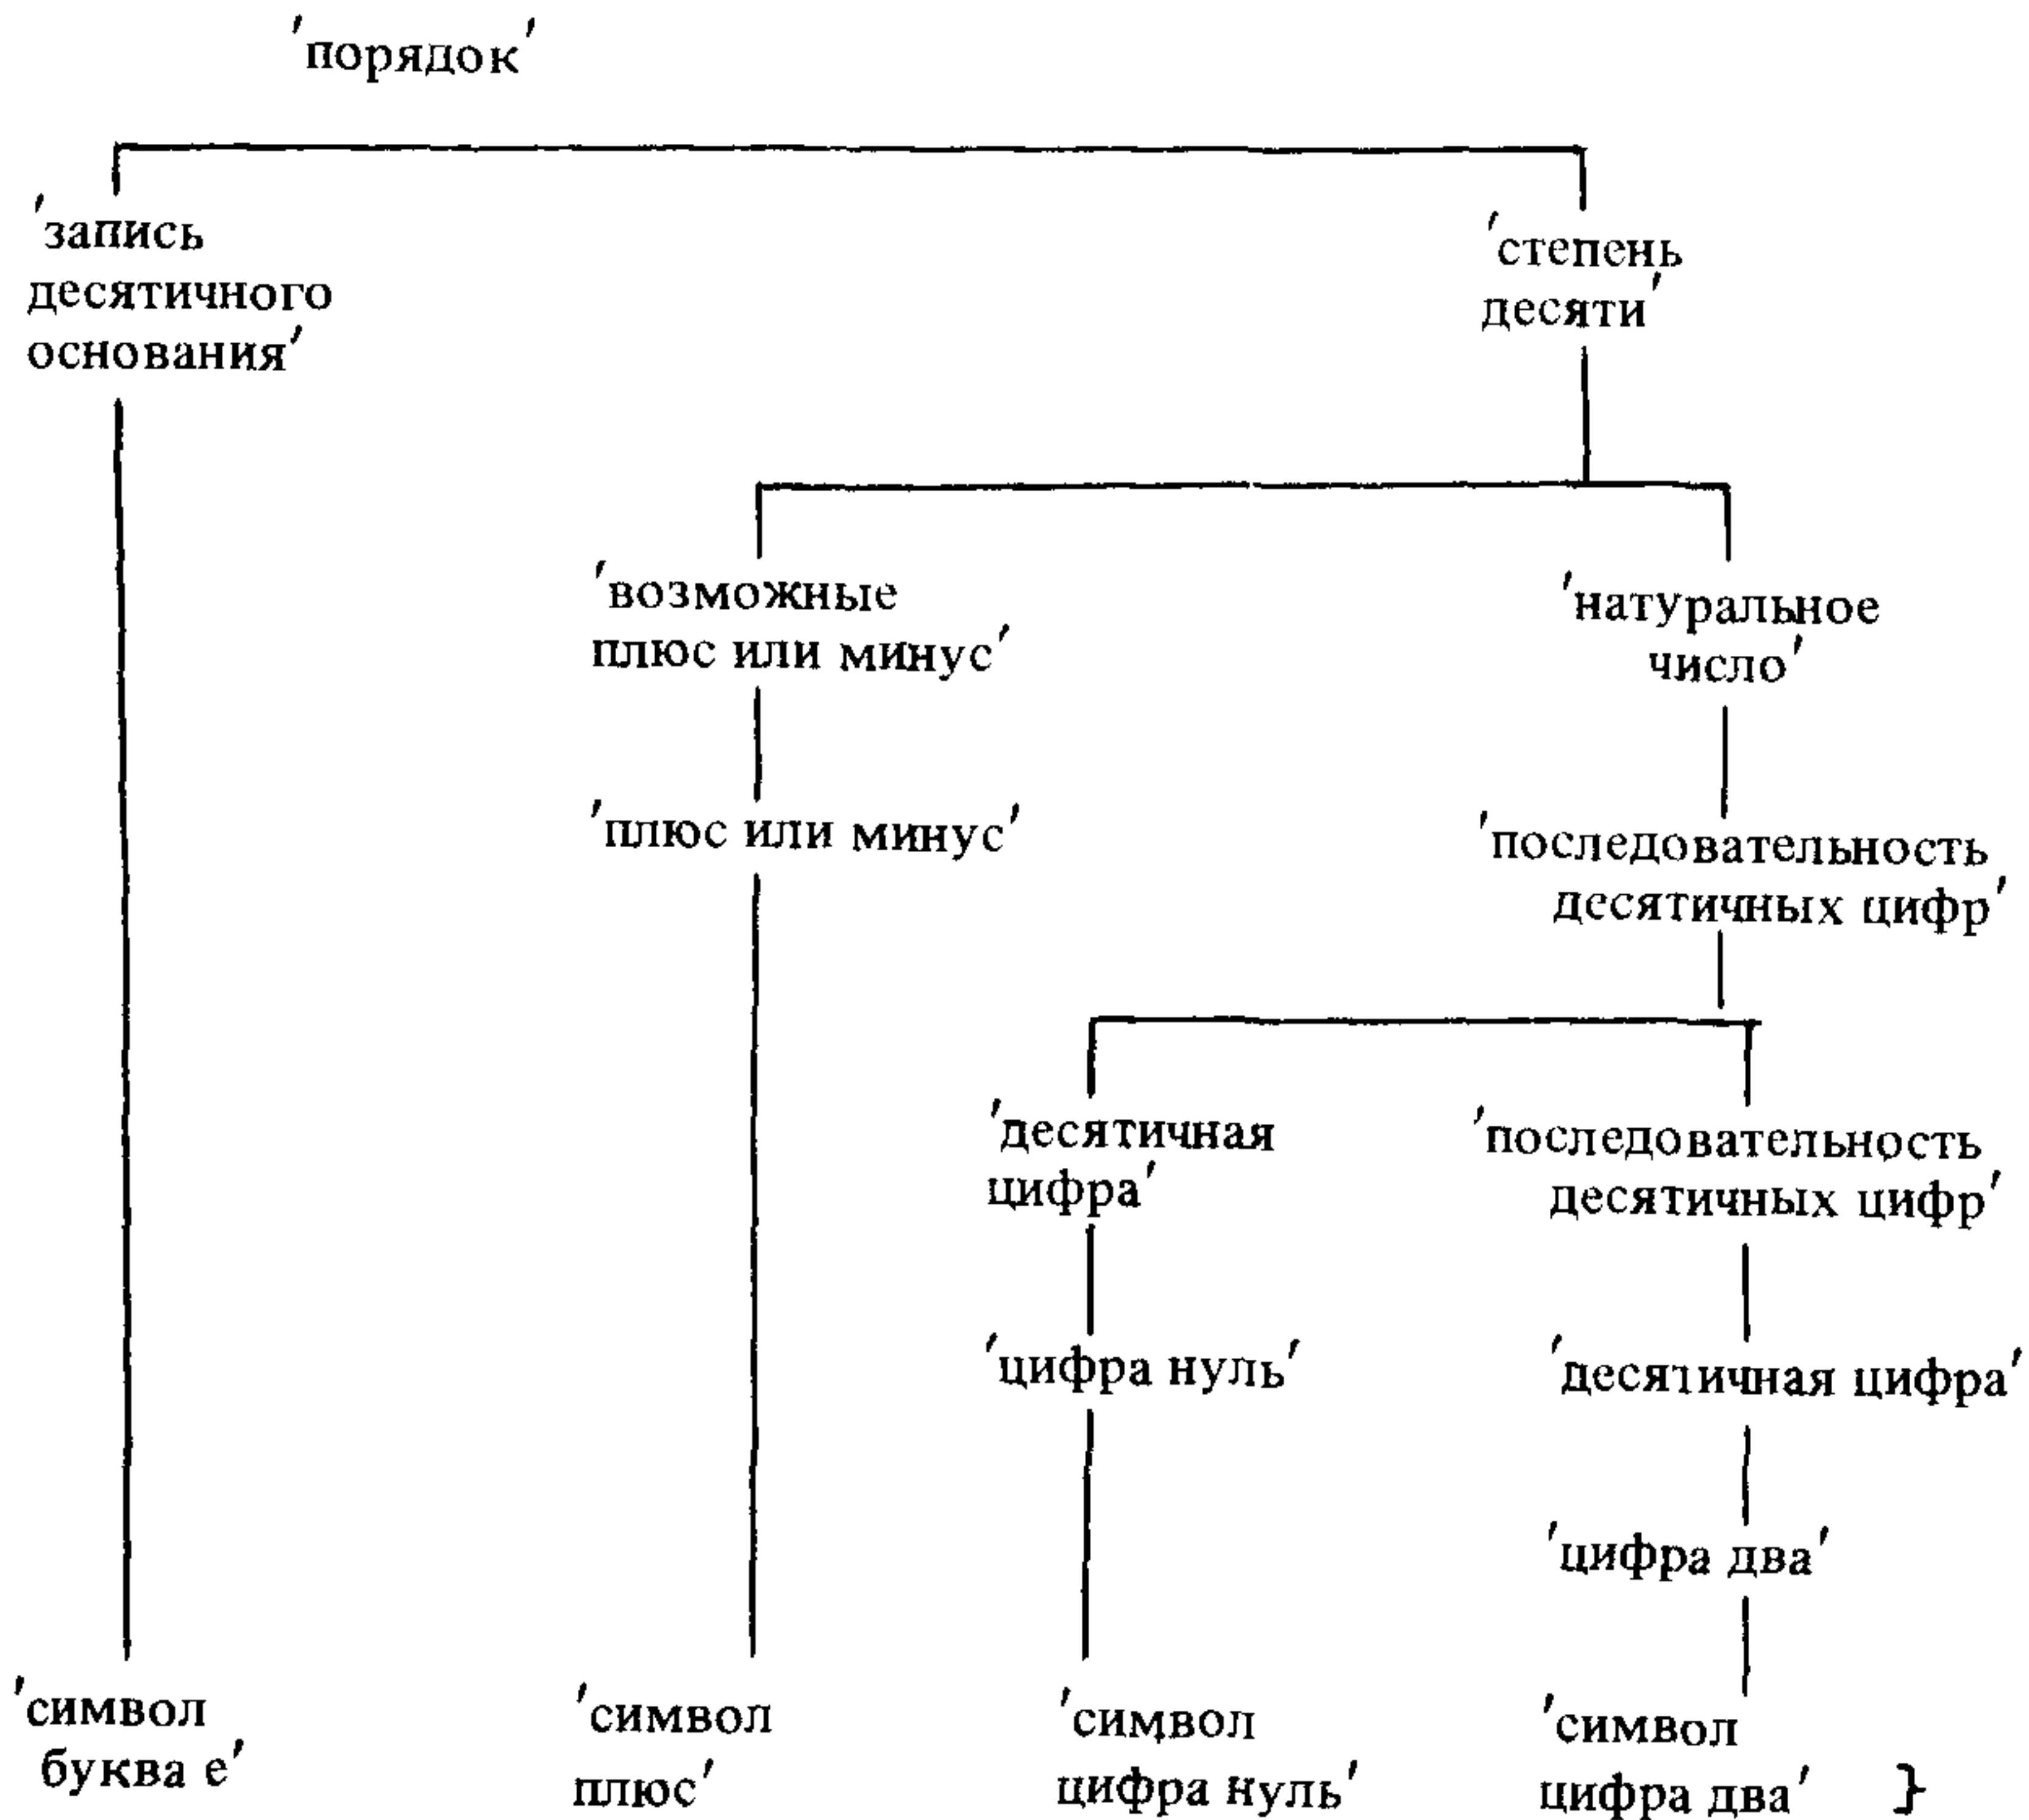 'порядок'
'запись
десятичного
основания'
'степень
десяти'
'возможные
плюс или минус'
'натуральное
число'
'плюс или минус'
'последовательность
десятичных цифр'
'десятичная
цифра'
'последовательность
десятичных цифр'
'цифра нуль'
'десятичная цифра'
'цифра два'
'символ
буква е'
'символ
плюс'
'символ
цифра нуль'
'символ
цифра два' }